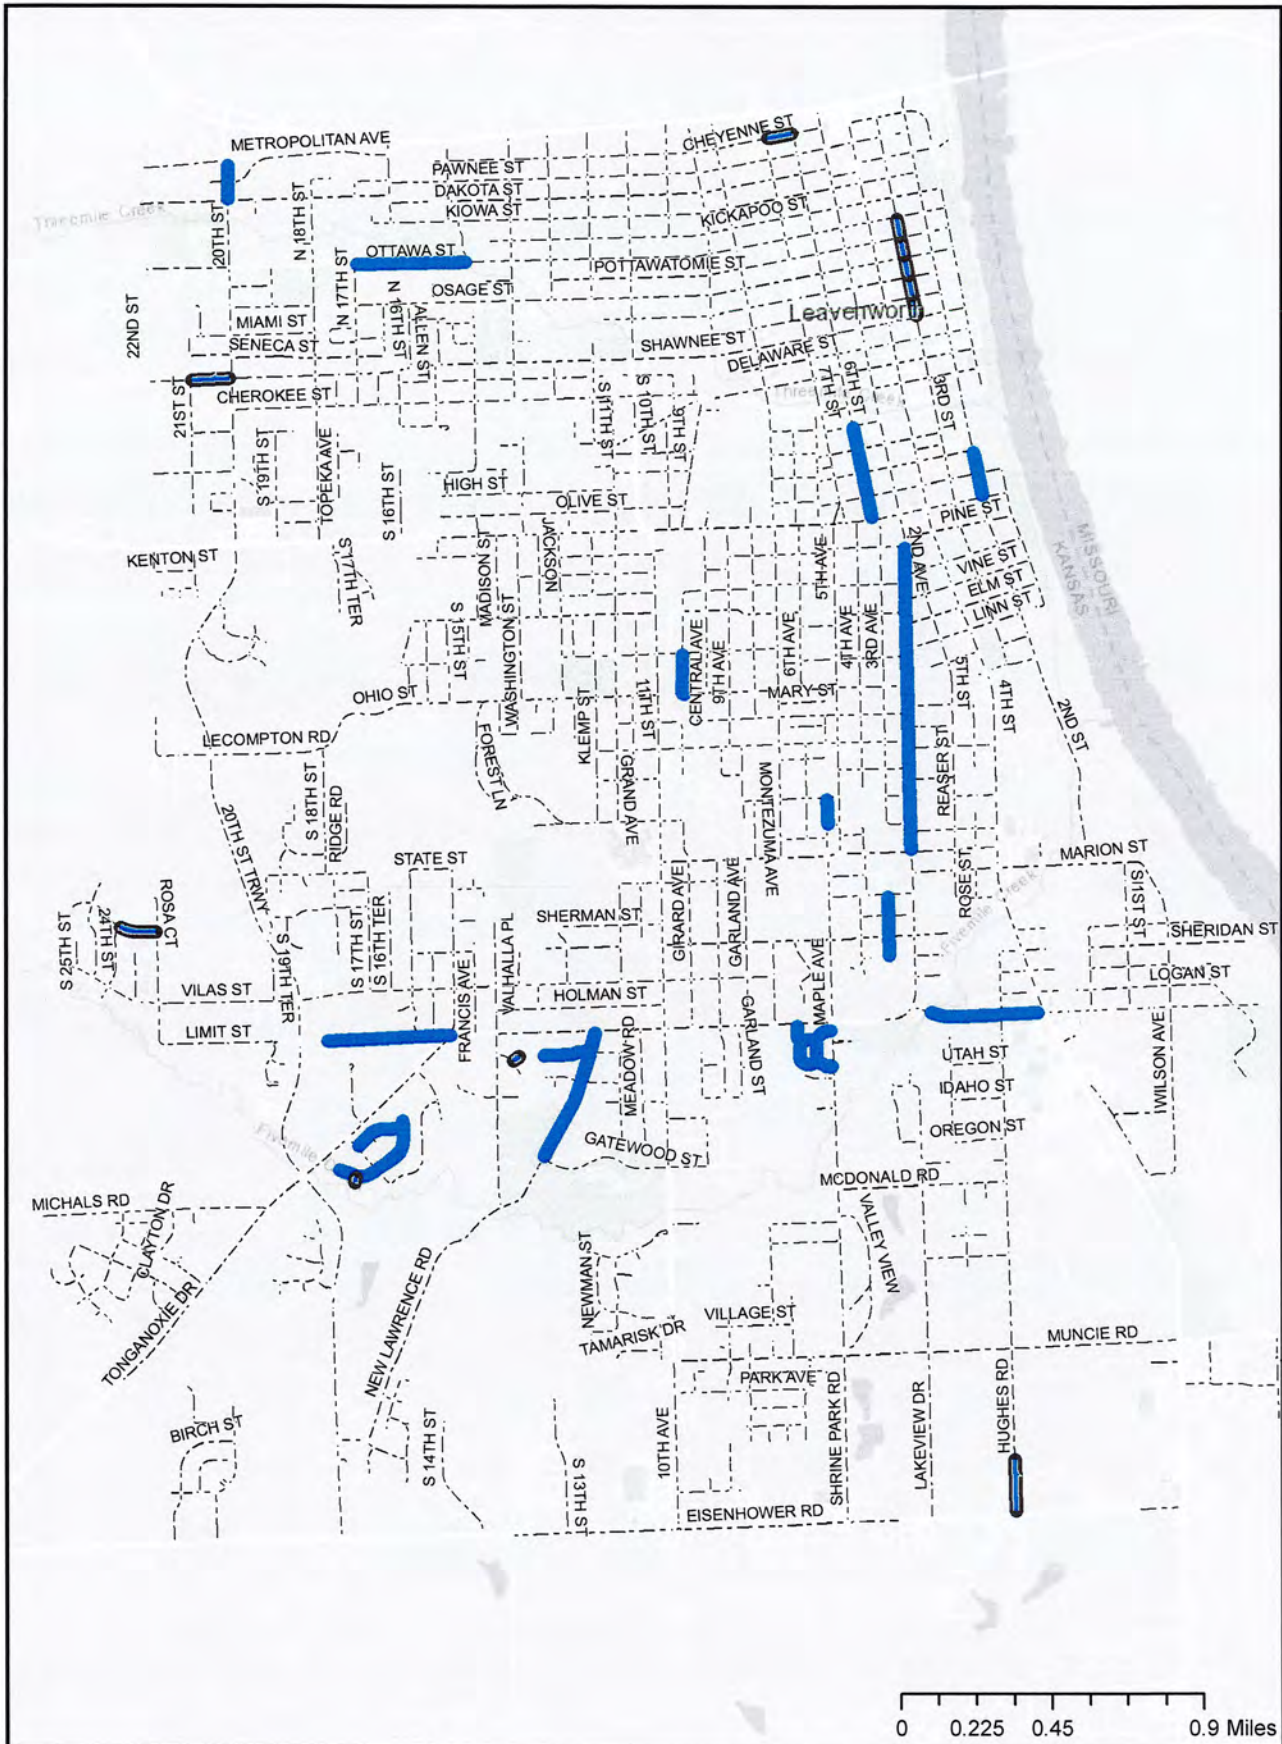 METROPOLITAN AVE
CHEYENNE ST
PAWNEE ST
DAKOTA ST
KIOWA ST
KICKAPOO ST
Threemile Creek
20TH ST
N 18TH ST
OTTAWA ST
N 17TH ST
POTTAWATOMIE ST
OSAGE ST
N 16TH ST
ALLEN ST
22ND ST
MIAMI ST
SENECA ST
Leavenworth
SHAWNEE ST
DELAWARE ST
CHEROKEE ST
21ST ST
S 11TH ST
S 10TH ST
9TH ST
7TH ST
6TH ST
3RD ST
Threemile Creek
S 19TH ST
TOPEKA AVE
S 16TH ST
HIGH ST
OLIVE ST
PINE ST
KENTON ST
S 17TH TER
MADISON ST
JACKSON
5TH AVE
2ND AVE
VINE ST
ELM ST
LINN ST
MISSOURI
KANSAS
S 15TH ST
WASHINGTON ST
OHIO ST
KLEMP ST
11TH ST
CENTRAL AVE
9TH AVE
6TH AVE
4TH AVE
3RD AVE
MARY ST
5TH ST
4TH ST
2ND ST
LECOMPTON RD
FOREST LN
S 18TH ST
RIDGE RD
GRAND AVE
MONTEZUMA AVE
REASER ST
20TH ST TRWY
STATE ST
MARION ST
ROSE ST
Fivemile Creek
S 1ST ST
ROSA CT
24TH ST
S 25TH ST
SHERMAN ST
GIRARD AVE
GARLAND AVE
SHERIDAN ST
S 17TH ST
S 16TH TER
VALHALLA PL
MAPLE AVE
LOGAN ST
S 19TH TER
VILAS ST
LIMIT ST
FRANCIS AVE
HOLMAN ST
MEADOW RD
GARLAND ST
WILSON AVE
UTAH ST
IDAHO ST
OREGON ST
GATEWOOD ST
MCDONALD RD
MICHALS RD
CLAYTON DR
VALLEY VIEW
NEWMAN ST
NEW LAWRENCE RD
TONGANOXIE DR
TAMARISK DR
VILLAGE ST
MUNCIE RD
PARK AVE
BIRCH ST
S 14TH ST
S 13TH S
10TH AVE
SHRINE PARK RD
LAKEVIEW DR
HUGHES RD
EISENHOWER RD
0 0.225 0.45 0.9 Miles